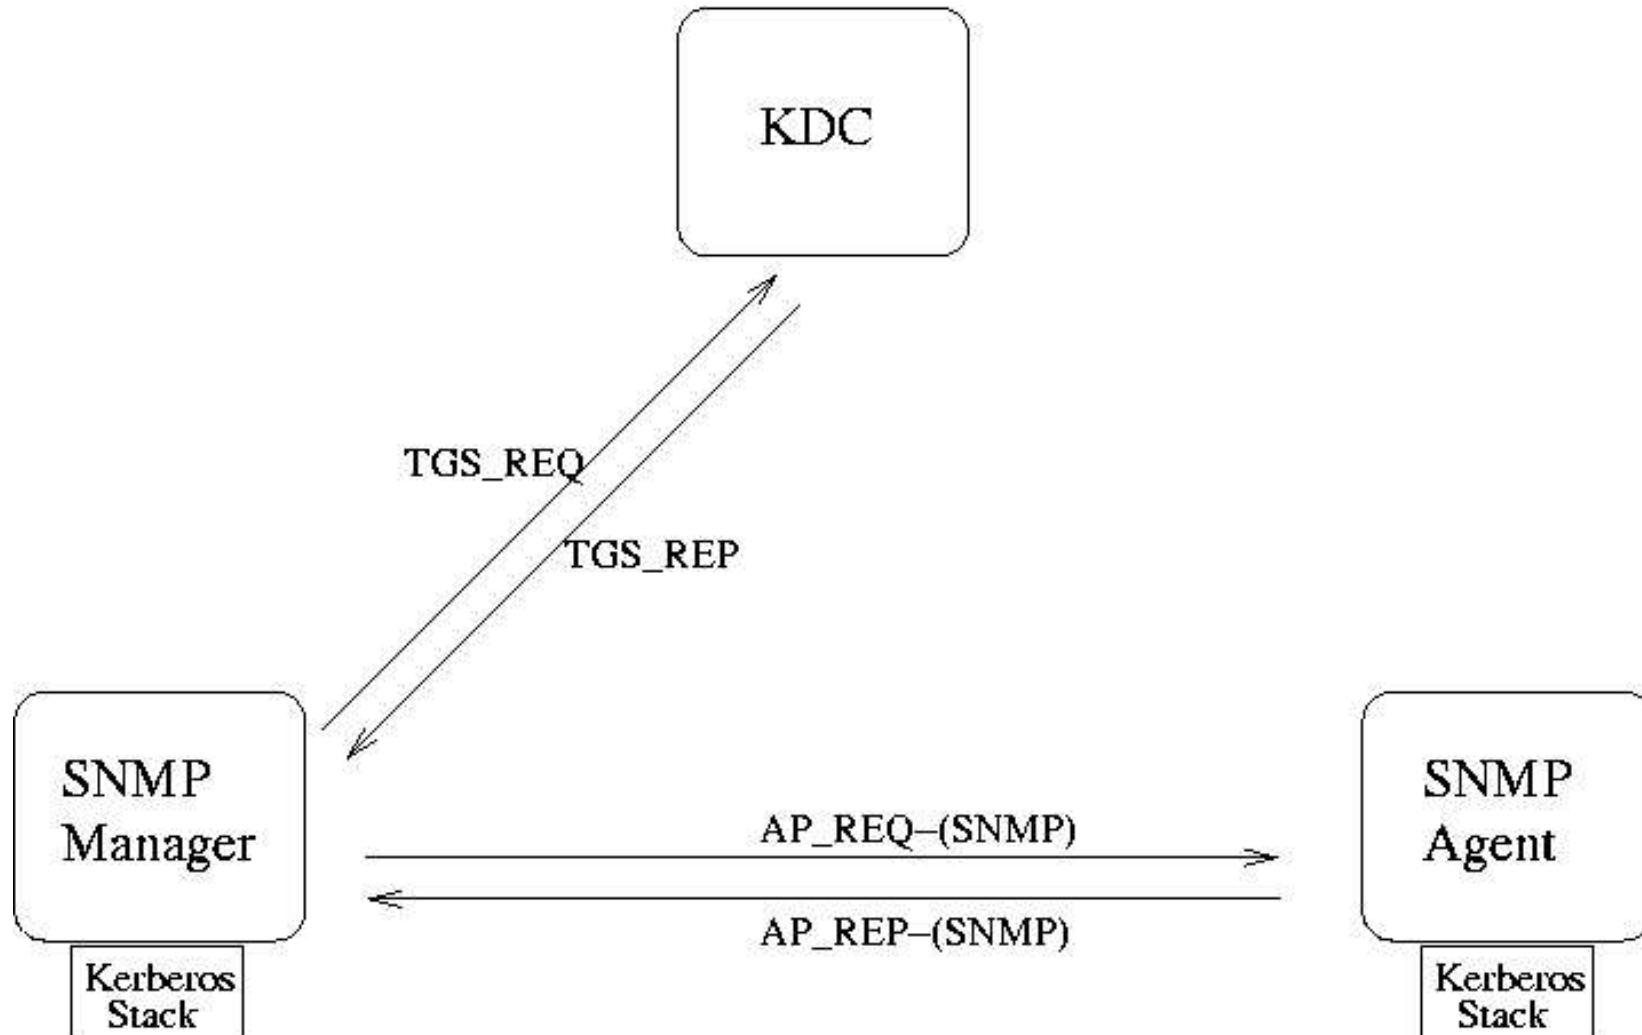 KDC
TGS_REQ
TGS_REP
SNMP
Manager
AP_REQ–(SNMP)
AP_REP–(SNMP)
SNMP
Agent
Kerberos
Stack
Kerberos
Stack